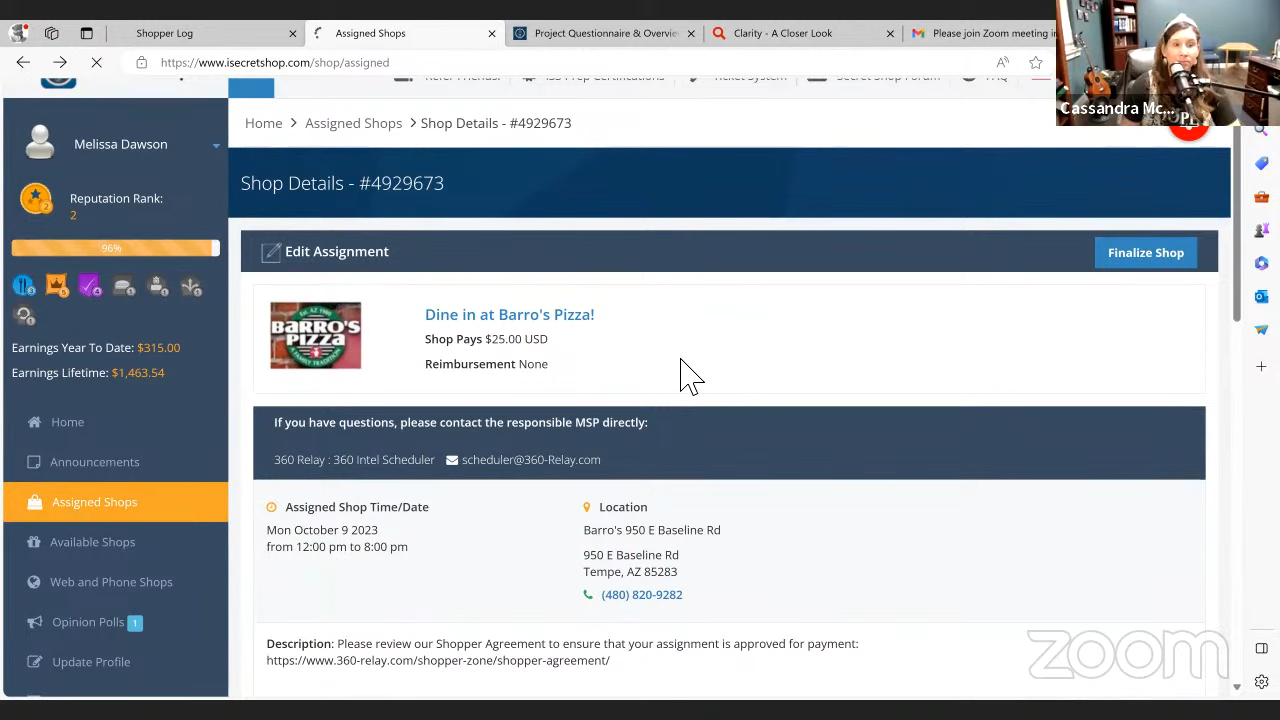 Shopper Log
Assigned Shops
Project Questionnaire & Overvie
Clarity - A Closer Look
Please join Zoom meeting in
https://www.isecretshop.com/shop/assigned
Cassandra Mc...
Home > Assigned Shops > Shop Details - #4929673
Melissa Dawson
Reputation Rank:
2
96%
Earnings Year To Date: $315.00
Earnings Lifetime: $1,463.54
Home
Announcements
Assigned Shops
Available Shops
Web and Phone Shops
Opinion Polls 1
Update Profile
Shop Details - #4929673
Edit Assignment
Finalize Shop
BARRO'S
PIZZA
A FAMILY TRADITION
Dine in at Barro's Pizza!
Shop Pays $25.00 USD
Reimbursement None
If you have questions, please contact the responsible MSP directly:
360 Relay : 360 Intel Scheduler scheduler@360-Relay.com
Assigned Shop Time/Date
Mon October 9 2023
from 12:00 pm to 8:00 pm
Location
Barro's 950 E Baseline Rd
950 E Baseline Rd
Tempe, AZ 85283
(480) 820-9282
Description: Please review our Shopper Agreement to ensure that your assignment is approved for payment:
https://www.360-relay.com/shopper-zone/shopper-agreement/
zoom